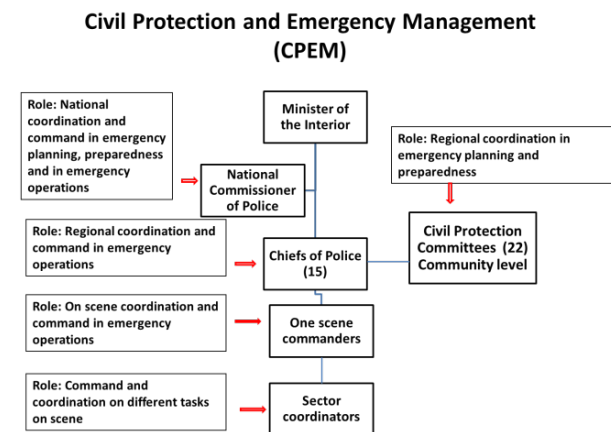 Civil Protection and Emergency Management
(CPEM)
Role: National
coordination and
command in emergency
planning, preparedness
and in emergency
operations
Minister of
the Interior
Role: Regional coordination in
emergency planning and
preparedness
National
Commissioner
of Police
Role: Regional coordination and
command in emergency
operations
Chiefs of Police
(15)
Civil Protection
Committees (22)
Community level
Role: On scene coordination and
command in emergency
operations
One scene
commanders
Role: Command and
coordination on different tasks
on scene
Sector
coordinators